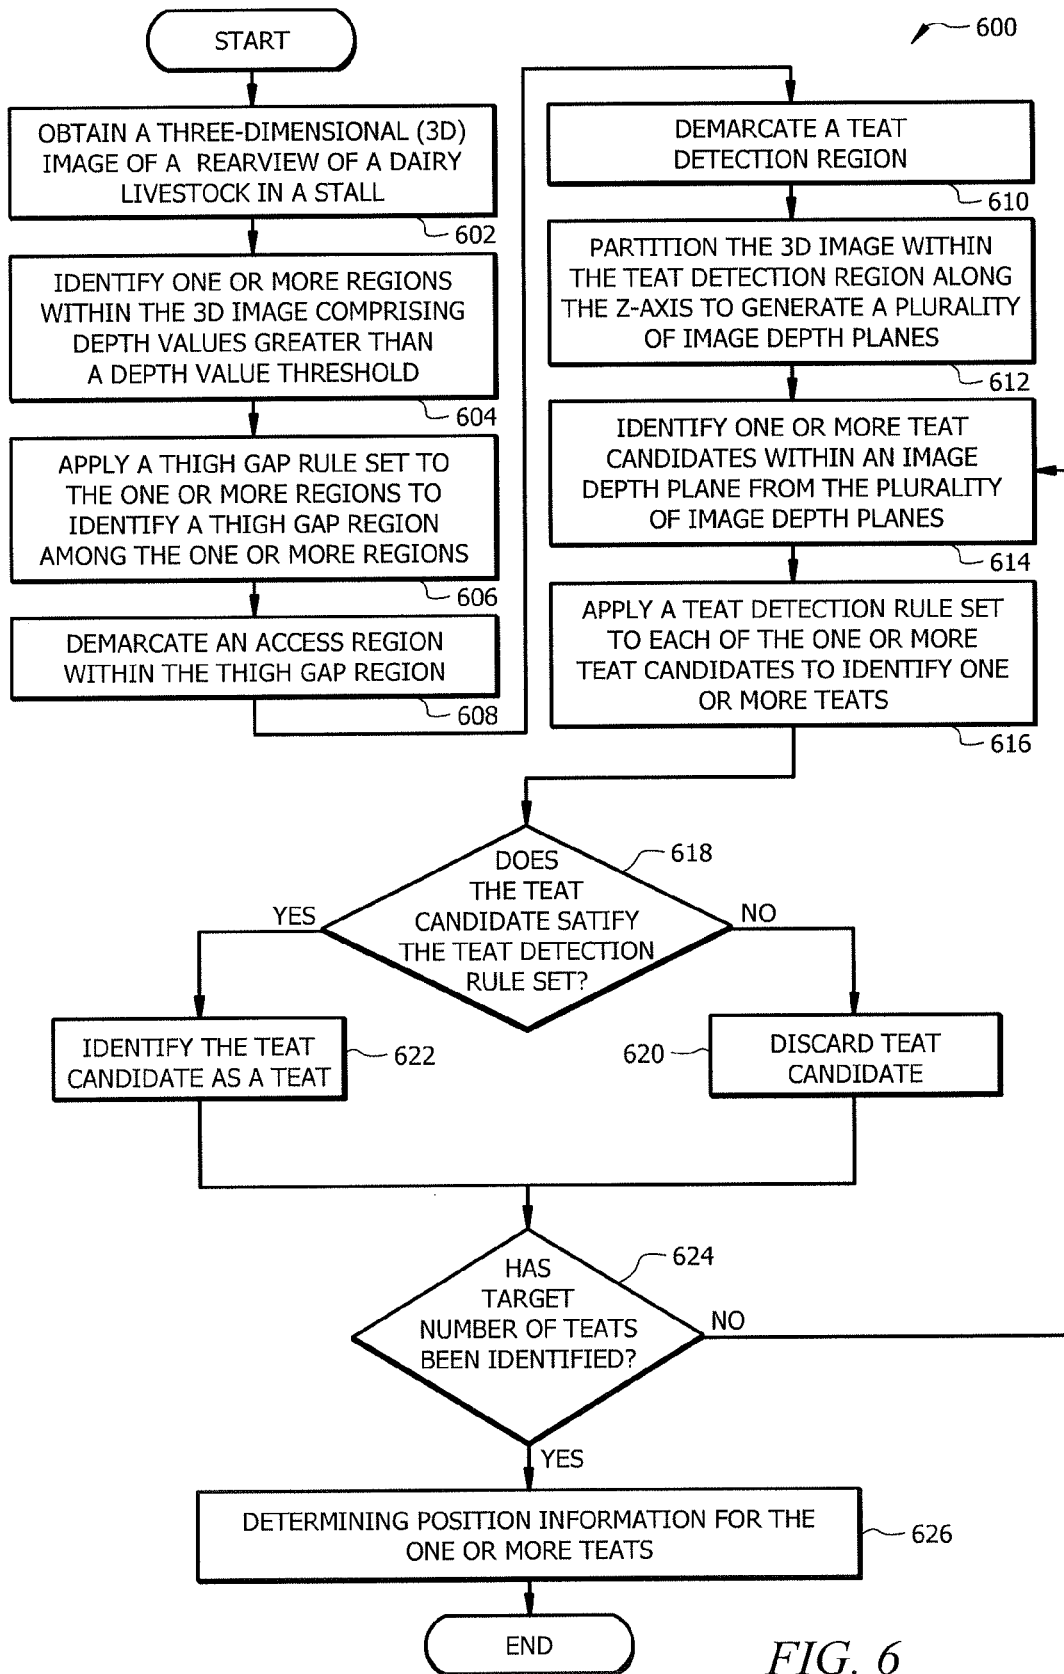 START
OBTAIN A THREE-DIMENSIONAL (3D)
IMAGE OF A REARVIEW OF A DAIRY
LIVESTOCK IN A STALL
602
IDENTIFY ONE OR MORE REGIONS
WITHIN THE 3D IMAGE COMPRISING
DEPTH VALUES GREATER THAN
A DEPTH VALUE THRESHOLD
604
APPLY A THIGH GAP RULE SET TO
THE ONE OR MORE REGIONS TO
IDENTIFY A THIGH GAP REGION
AMONG THE ONE OR MORE REGIONS
606
DEMARCATE AN ACCESS REGION
WITHIN THE THIGH GAP REGION
608
600
DEMARCATE A TEAT
DETECTION REGION
610
PARTITION THE 3D IMAGE WITHIN
THE TEAT DETECTION REGION ALONG
THE Z-AXIS TO GENERATE A PLURALITY
OF IMAGE DEPTH PLANES
612
IDENTIFY ONE OR MORE TEAT
CANDIDATES WITHIN AN IMAGE
DEPTH PLANE FROM THE PLURALITY
OF IMAGE DEPTH PLANES
614
APPLY A TEAT DETECTION RULE SET
TO EACH OF THE ONE OR MORE
TEAT CANDIDATES TO IDENTIFY ONE
OR MORE TEATS
616
DOES
THE TEAT
CANDIDATE SATIFY
THE TEAT DETECTION
RULE SET?
618
YES
NO
IDENTIFY THE TEAT
CANDIDATE AS A TEAT
622
620
DISCARD TEAT
CANDIDATE
HAS
TARGET
NUMBER OF TEATS
BEEN IDENTIFIED?
624
NO
YES
DETERMINING POSITION INFORMATION FOR THE
ONE OR MORE TEATS
626
END
FIG. 6